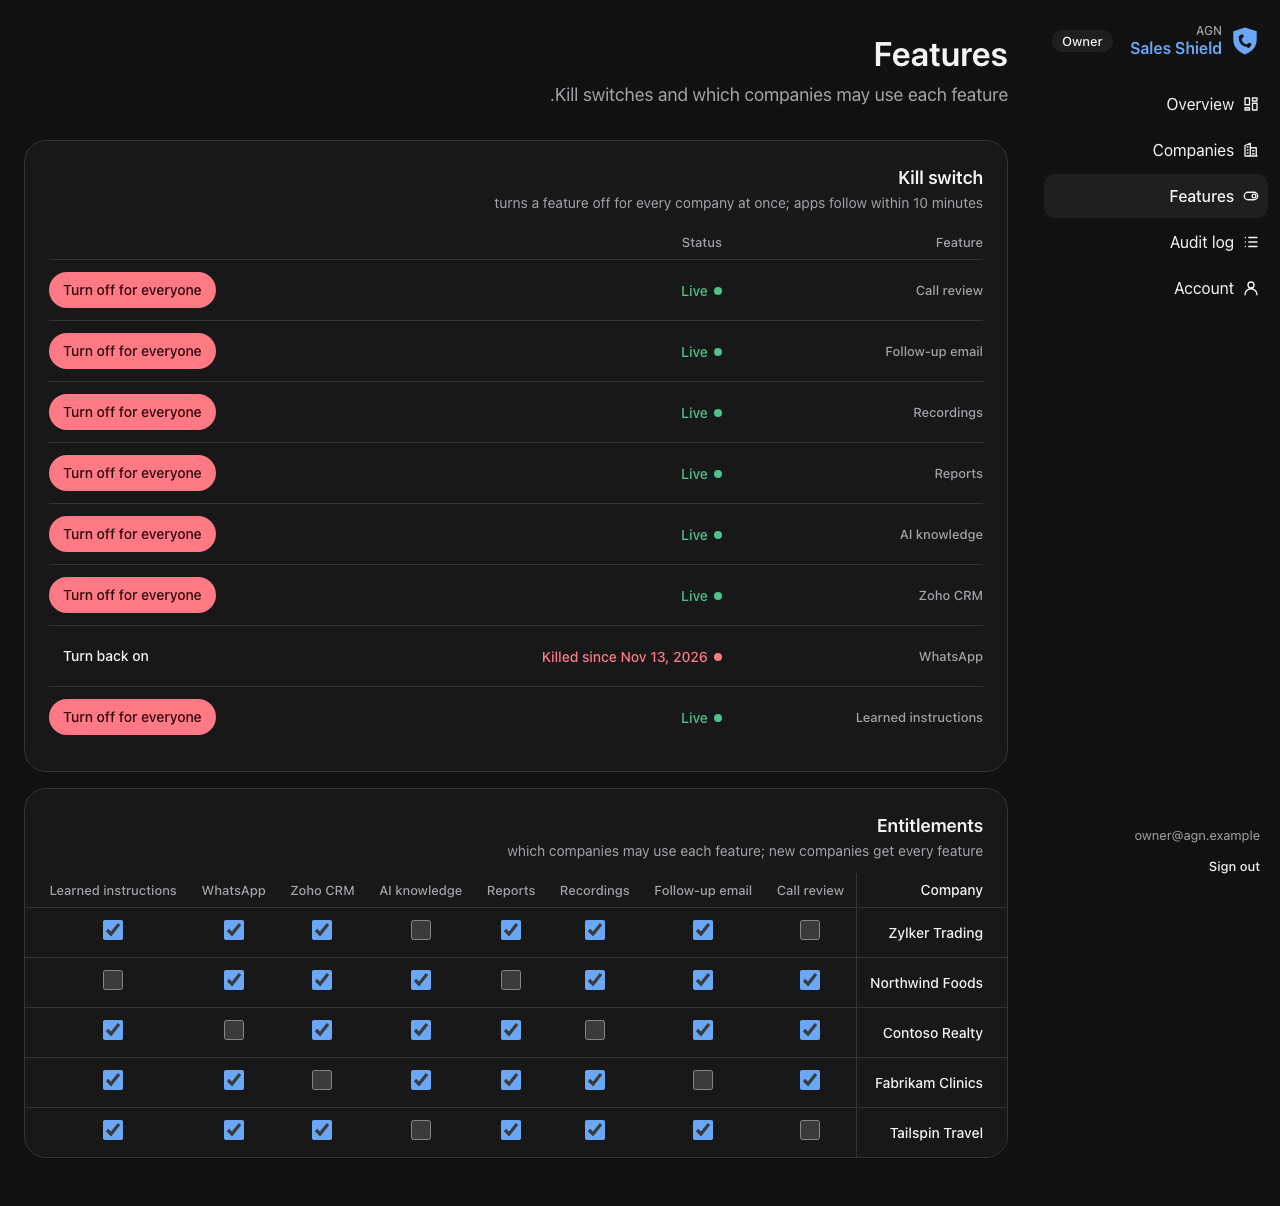 AGN
Sales Shield
Owner
Overview
Companies
Features
Audit log
Account
owner@agn.example
Sign out
Features
.Kill switches and which companies may use each feature
Kill switch
turns a feature off for every company at once; apps follow within 10 minutes
Feature Status
Call review Live Turn off for everyone
Follow-up email Live Turn off for everyone
Recordings Live Turn off for everyone
Reports Live Turn off for everyone
AI knowledge Live Turn off for everyone
Zoho CRM Live Turn off for everyone
WhatsApp Killed since Nov 13, 2026 Turn back on
Learned instructions Live Turn off for everyone
Entitlements
which companies may use each feature; new companies get every feature
Company Call review Follow-up email Recordings Reports AI knowledge Zoho CRM WhatsApp Learned instructions
Zylker Trading
Northwind Foods
Contoso Realty
Fabrikam Clinics
Tailspin Travel